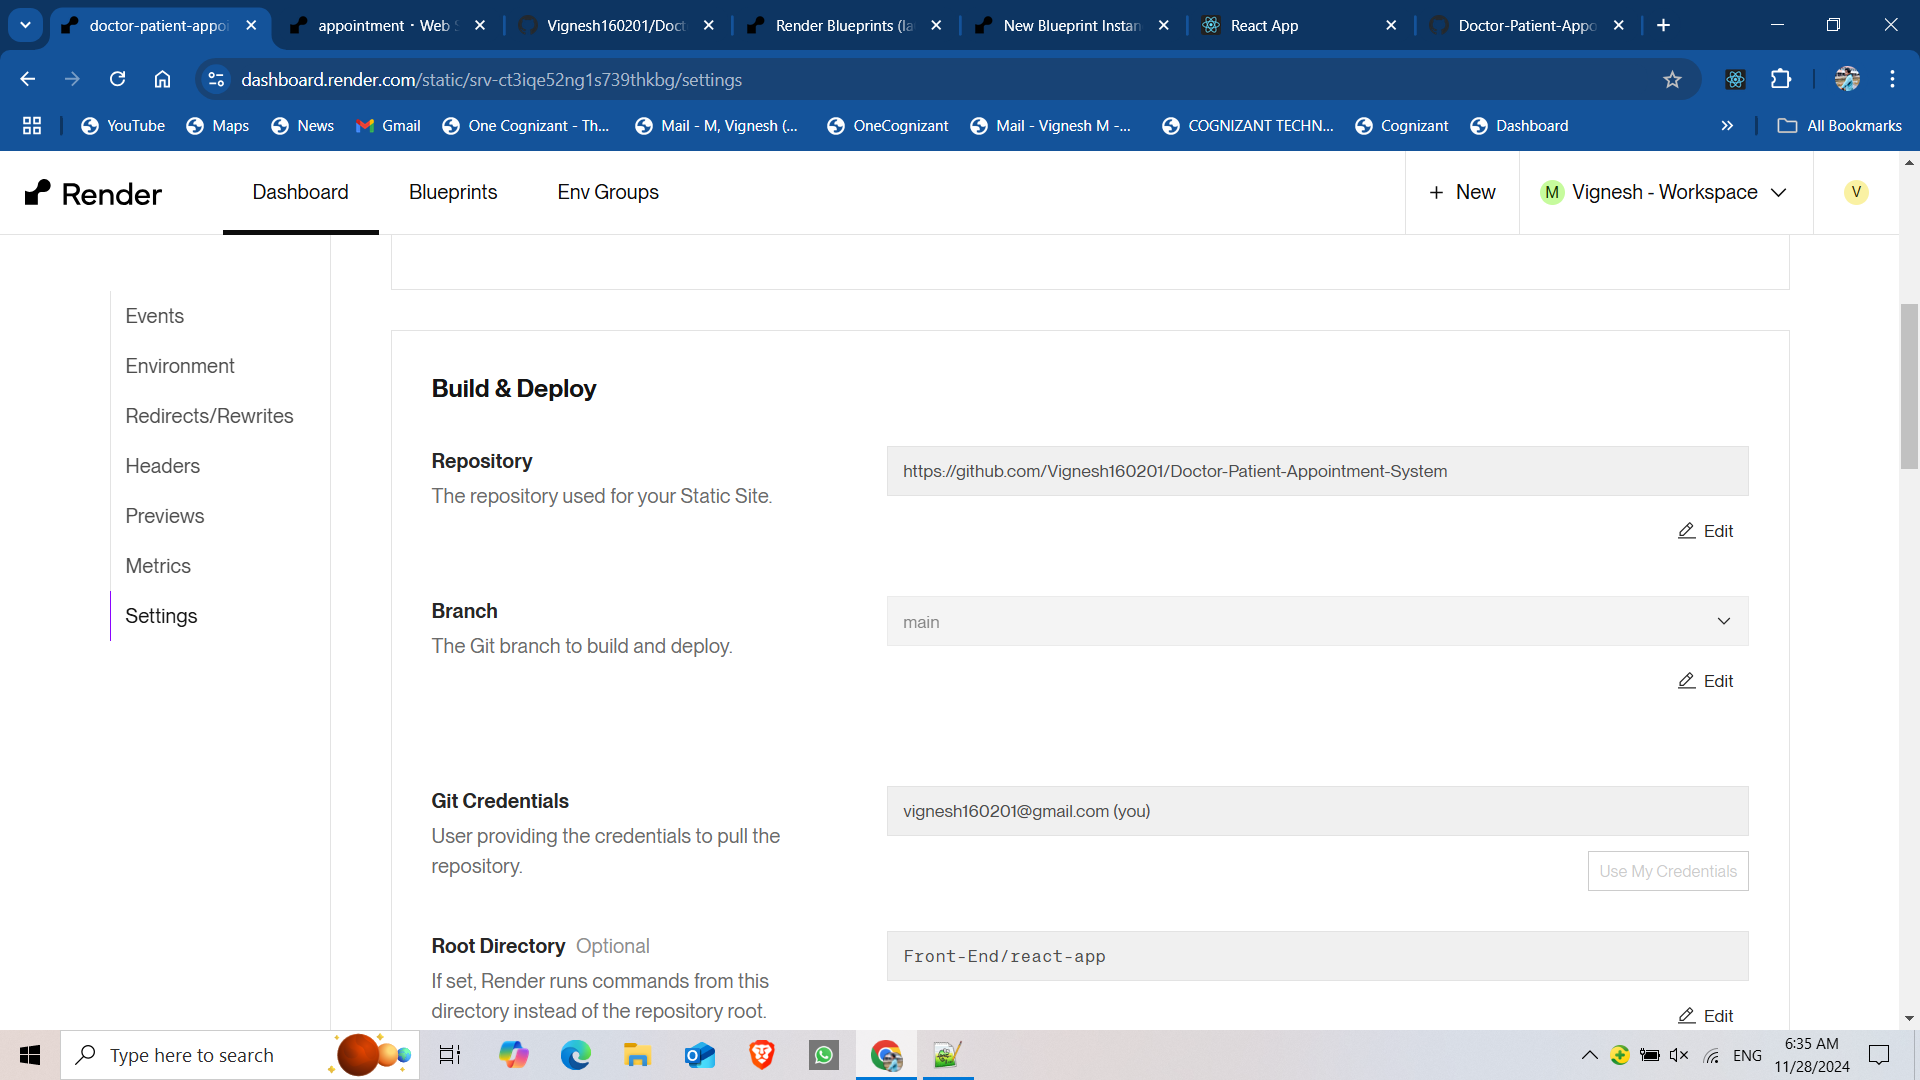 doctor-patient-appoi
appointment · Web S
Vignesh160201/Doct
Render Blueprints (Ia
New Blueprint Instan
React App
Doctor-Patient-Appo
dashboard.render.com/static/srv-ct3iqe52ng1s739thkbg/settings
YouTube
Maps
News
Gmail
One Cognizant - Th...
Mail - M, Vignesh (...
OneCognizant
Mail - Vignesh M -...
COGNIZANT TECHN...
Cognizant
Dashboard
All Bookmarks
Render
Dashboard
Blueprints
Env Groups
+ New
M Vignesh - Workspace
V
Events
Environment
Redirects/Rewrites
Headers
Previews
Metrics
Settings
Build & Deploy
Repository
The repository used for your Static Site.
https://github.com/Vignesh160201/Doctor-Patient-Appointment-System
Edit
Branch
The Git branch to build and deploy.
main
Edit
Git Credentials
User providing the credentials to pull the
repository.
vignesh160201@gmail.com (you)
Use My Credentials
Root Directory Optional
If set, Render runs commands from this
directory instead of the repository root.
Front-End/react-app
Edit
Type here to search
ENG
6:35 AM
11/28/2024